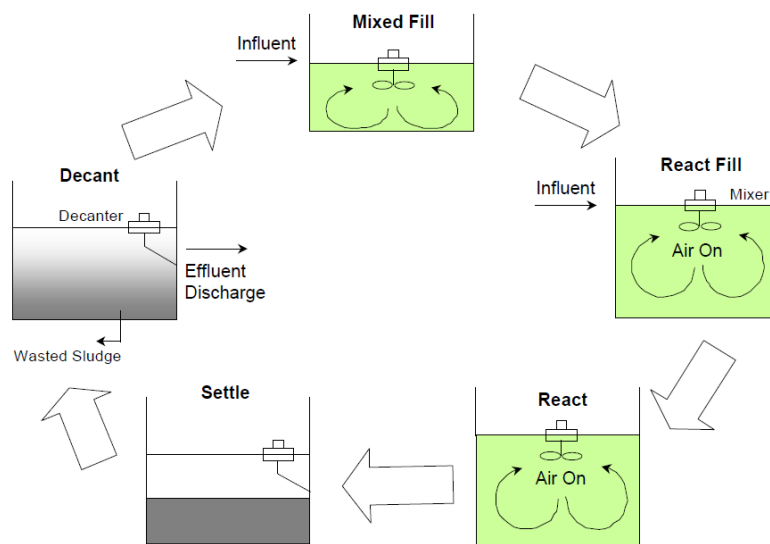 Mixed Fill
Influent
React Fill
Influent
Mixer
Air On
React
Air On
Settle
Decant
Decanter
Effluent
Discharge
Wasted Sludge